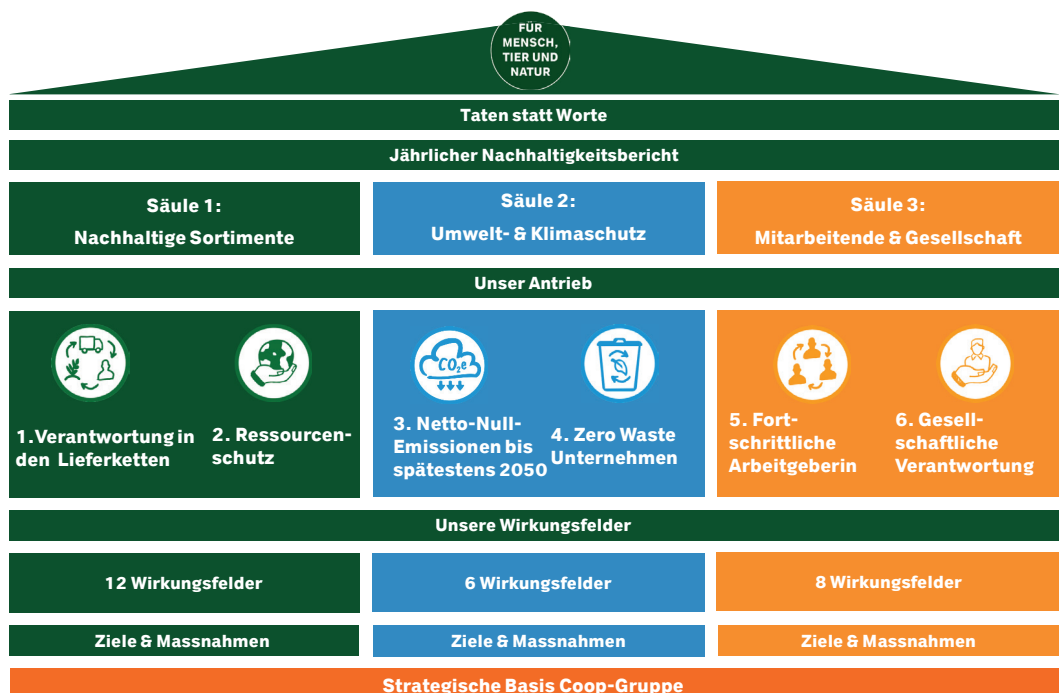 FÜR
MENSCH,
TIER UND
NATUR
Taten statt Worte
Jährlicher Nachhaltigkeitsbericht
Säule 1:
Nachhaltige Sortimente
Säule 2:
Umwelt- & Klimaschutz
Säule 3:
Mitarbeitende & Gesellschaft
Unser Antrieb
1.Verantwortung in
den Lieferketten
2. Ressourcen-
schutz
CO₂e
3. Netto-Null-
Emissionen bis
spätestens 2050
4. Zero Waste
Unternehmen
5. Fort-
schrittliche
Arbeitgeberin
6. Gesell-
schaftliche
Verantwortung
Unsere Wirkungsfelder
12 Wirkungsfelder
6 Wirkungsfelder
8 Wirkungsfelder
Ziele & Massnahmen
Ziele & Massnahmen
Ziele & Massnahmen
Strategische Basis Coop-Gruppe